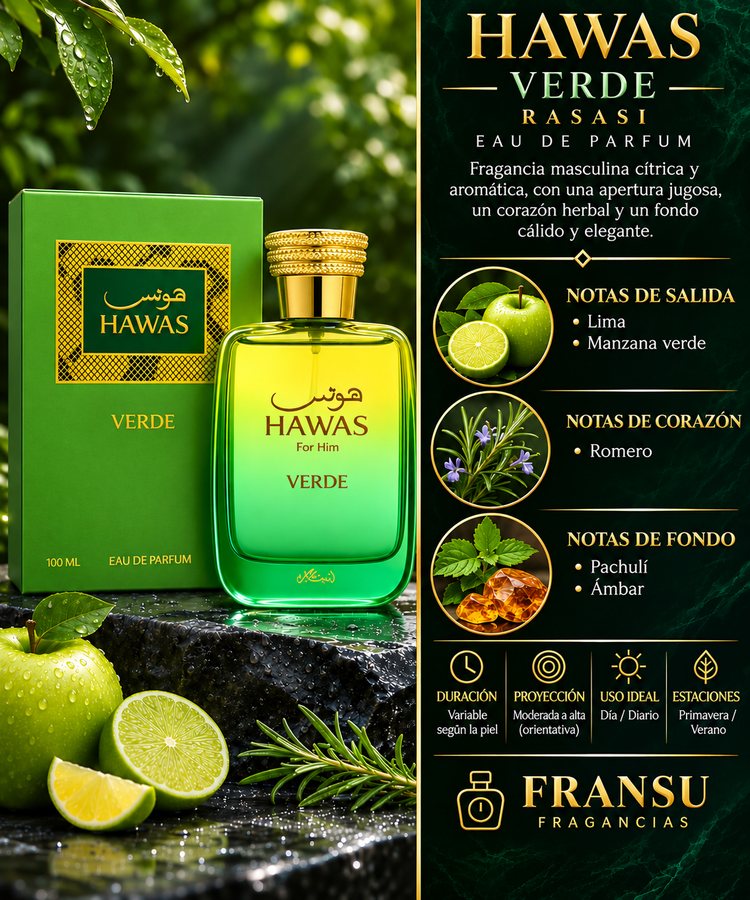 هوس
HAWAS
VERDE
100 ML
EAU DE PARFUM
هوس
HAWAS
For Him
VERDE
HAWAS
VERDE
RASASI
EAU DE PARFUM
Fragancia masculina cítrica y
aromática, con una apertura jugosa,
un corazón herbal y un fondo
cálido y elegante.
NOTAS DE SALIDA
• Lima
• Manzana verde
NOTAS DE CORAZÓN
• Romero
NOTAS DE FONDO
• Pachulí
• Ámbar
DURACIÓN
Variable
según la piel
PROYECCIÓN
Moderada a alta
(orientativa)
USO IDEAL
Día / Diario
ESTACIONES
Primavera /
Verano
FRANSU
FRAGANCIAS